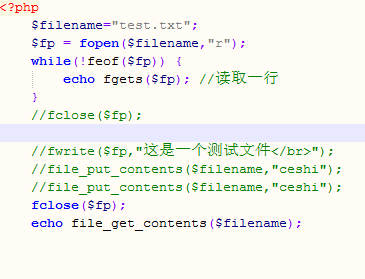 <?php
$filename="test.txt";
$fp = fopen($filename,"r");
while(!feof($fp)) {
echo fgets($fp); //读取一行
}
//fclose($fp);
//fwrite($fp,"这是一个测试文件</br>");
//file_put_contents($filename,"ceshi");
//file_put_contents($filename,"ceshi");
fclose($fp);
echo file_get_contents($filename);